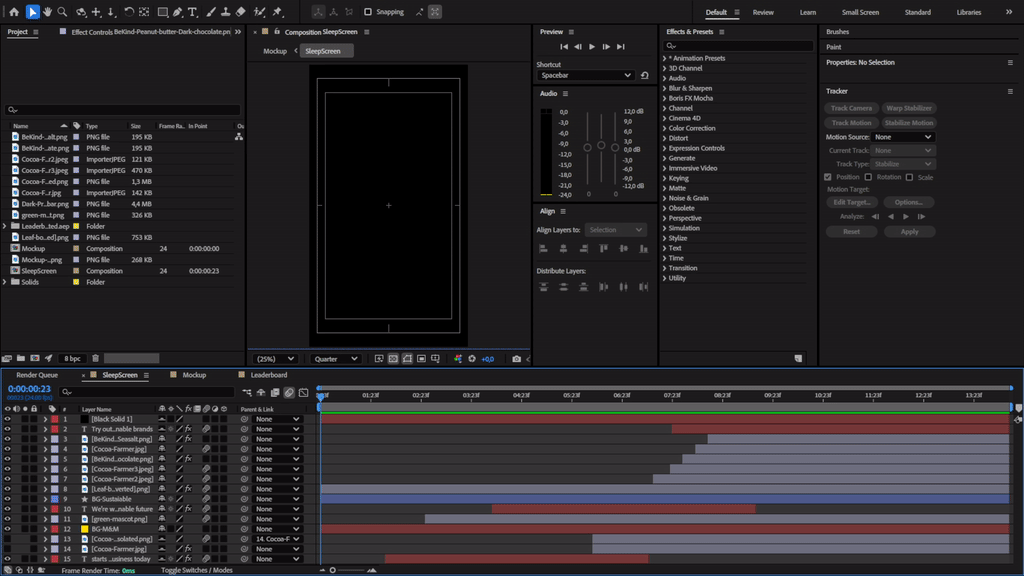 Snapping
Default
Review
Learn
Small Screen
Standard
Libraries
Project
Effect Controls BeKind-Peanut-butter-Dark-chocolate.pn
Composition SleepScreen
Mockup
SleepScreen
Preview
Shortcut
Spacebar
Audio
0,0
-3,0
-6,0
-9,0
-12,0
-15,0
-18,0
-21,0
-24,0
12,0 dB
9,0
6,0
3,0
0,0 dB
-3,0
-6,0
-9,0
-12,0 dB
0
0
Align
Align Layers to:
Selection
Distribute Layers:
Effects & Presets
* Animation Presets
3D Channel
Audio
Blur & Sharpen
Boris FX Mocha
Channel
Cinema 4D
Color Correction
Distort
Expression Controls
Generate
Immersive Video
Keying
Matte
Noise & Grain
Obsolete
Perspective
Simulation
Stylize
Text
Time
Transition
Utility
Brushes
Paint
Properties: No Selection
Tracker
Track Camera
Warp Stabilizer
Track Motion
Stabilize Motion
Motion Source: None
Current Track: None
Track Type: Stabilize
Position Rotation Scale
Motion Target:
Edit Target...
Options...
Analyze:
Reset
Apply
Name Type Size Frame Ra.. In Point Ou
BeKind-...alt.png PNG file 195 KB
BeKind-...ate.png PNG file 195 KB
Cocoa-F...r2.jpeg ImporterJPEG 121 KB
Cocoa-F...r3.jpeg ImporterJPEG 470 KB
Cocoa-F...ed.png PNG file 1,3 MB
Cocoa-F...r.jpg ImporterJPEG 142 KB
Dark-Pr...bar.png PNG file 4,4 MB
green-m...t.png PNG file 326 KB
Leaderb...ted.aep Folder
Leaf-bo...ed].png PNG file 753 KB
Mockup Composition 24 0:00:00:00
Mockup-...png PNG file 268 KB
SleepScreen Composition 24 0:00:00:23
Solids Folder
8 bpc
(25%)
Quarter
+0,0
Render Queue
SleepScreen
Mockup
Leaderboard
0:00:00:23
# Layer Name Parent & Link
01:23f
02:23f
03:23f
04:23f
05:23f
06:23f
07:23f
08:23f
09:23f
10:23f
11:23f
12:23f
13:23f
1 [Black Solid 1] None
2 Try out...nable brands None
3 [BeKind...Seasalt.png] None
4 [Cocoa-Farmer.jpg] None
5 [BeKind...ocolate.png] None
6 [Cocoa-Farmer3.jpeg] None
7 [Cocoa-Farmer2.jpeg] None
8 [Leaf-b...verted].png] None
9 BG-Sustaiable None
10 We're w...nable future None
11 [green-mascot.png] None
12 BG-M&M None
13 [Cocoa-...solated.png] 14. Cocoa-F
14 [Cocoa-Farmer.jpg] None
15 starts ...usiness today None
Frame Render Time: 0ms
Toggle Switches / Modes